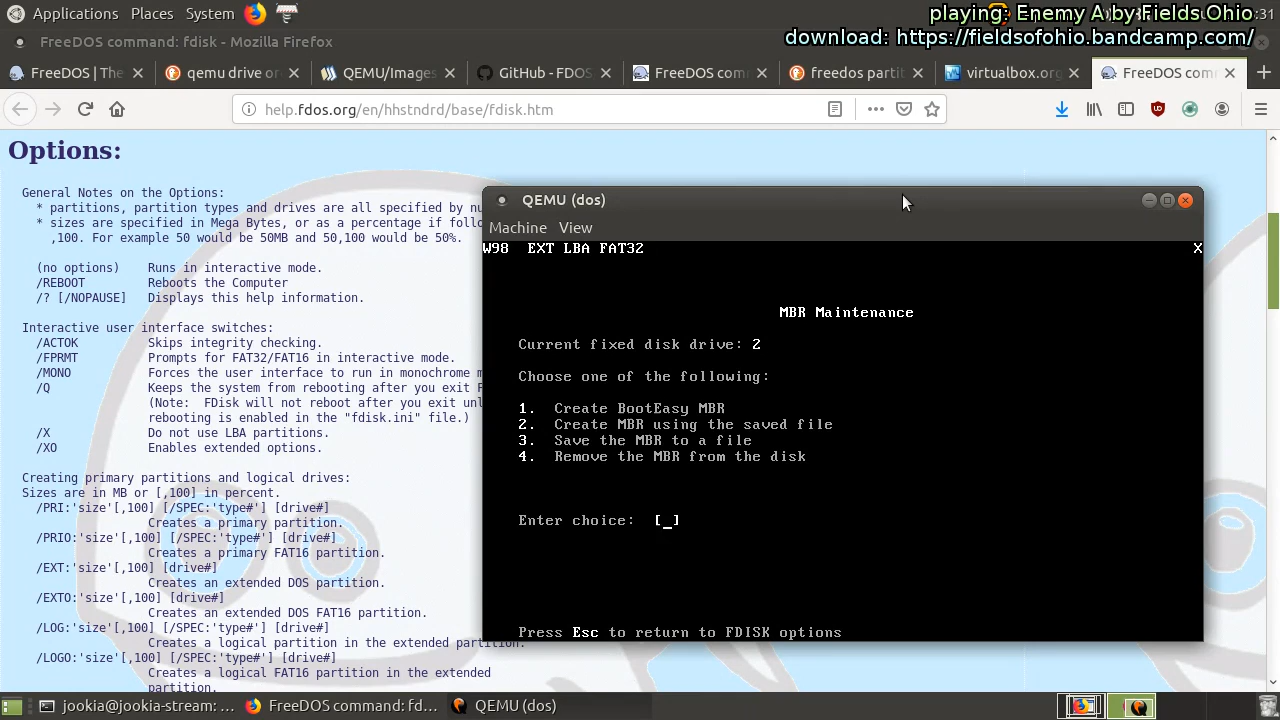 Applications Places System
playing: Enemy A by Fields Ohio
:31
download: https://fieldsofohio.bandcamp.com/
FreeDOS command: fdisk - Mozilla Firefox
FreeDOS | The
qemu drive or
QEMU/Images
GitHub - FDOS
FreeDOS com
freedos parti
virtualbox.org
FreeDOS com
help.fdos.org/en/hhstndrd/base/fdisk.htm
Options:
General Notes on the Options:
* partitions, partition types and drives are all specified by nu
* sizes are specified in Mega Bytes, or as a percentage if follo
,100. For example 50 would be 50MB and 50,100 would be 50%.
(no options) Runs in interactive mode.
/REBOOT Reboots the Computer
/? [/NOPAUSE] Displays this help information.
Interactive user interface switches:
/ACTOK Skips integrity checking.
/FPRMT Prompts for FAT32/FAT16 in interactive mode.
/MONO Forces the user interface to run in monochrome m
/Q Keeps the system from rebooting after you exit F
(Note: FDisk will not reboot after you exit unl
rebooting is enabled in the "fdisk.ini" file.)
/X Do not use LBA partitions.
/XO Enables extended options.
Creating primary partitions and logical drives:
Sizes are in MB or [,100] in percent.
/PRI:'size'[,100] [/SPEC:'type#'] [drive#]
Creates a primary partition.
/PRIO:'size'[,100] [/SPEC:'type#'] [drive#]
Creates a primary FAT16 partition.
/EXT:'size'[,100] [drive#]
Creates an extended DOS partition.
/EXTO:'size'[,100] [drive#]
Creates an extended DOS FAT16 partition.
/LOG:'size'[,100] [/SPEC:'type#'] [drive#]
Creates a logical partition in the extended partition.
/LOGO:'size'[,100] [/SPEC:'type#'] [drive#]
Creates a logical FAT16 partition in the extended
partition.
QEMU (dos)
Machine View
W98 EXT LBA FAT32 X
MBR Maintenance
Current fixed disk drive: 2
Choose one of the following:
1. Create BootEasy MBR
2. Create MBR using the saved file
3. Save the MBR to a file
4. Remove the MBR from the disk
Enter choice: [_]
Press Esc to return to FDISK options
jookia@jookia-stream: ...
FreeDOS command: fd...
QEMU (dos)